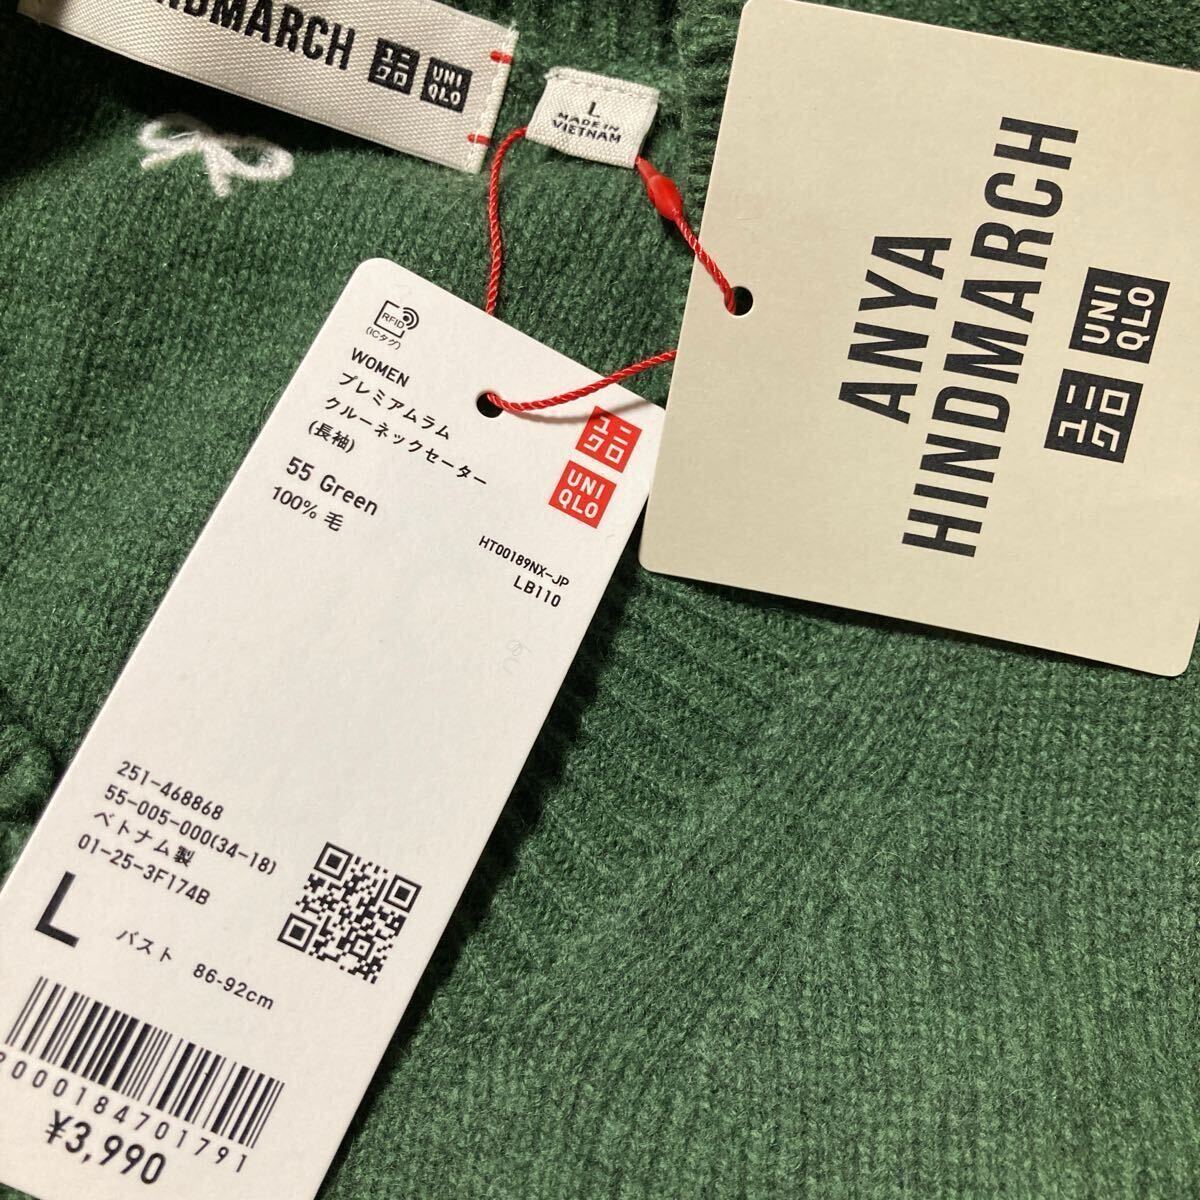 HINDMARCH
ユニ
クロ
UNI
QLO
L
MADE IN
VIETNAM
ANYA
HINDMARCH
ユニ
クロ
UNI
QLO
RFID
(ICタグ)
WOMEN
プレミアムラム
クルーネックセーター
(長袖)
55 Green
100% 毛
ユニ
クロ
UNI
QLO
HT00189NX-JP
LB110
251-468868
55-005-000(34-18)
ベトナム製
01-25-3F174B
L バスト 86-92cm
2000184701791
¥3,990